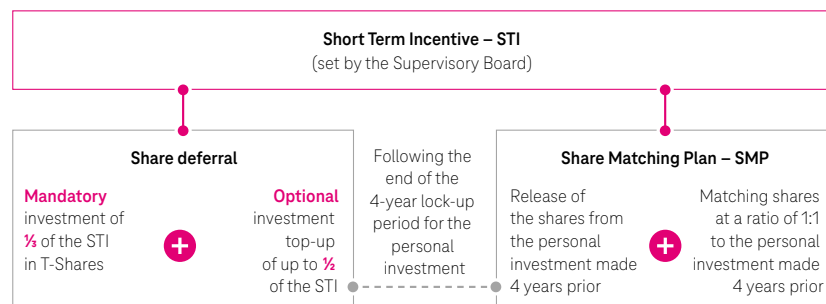 Short Term Incentive – STI
(set by the Supervisory Board)
Share deferral
Mandatory
investment of
⅓ of the STI
in T-Shares
+
Optional
investment
top-up
of up to ½
of the STI
Following the
end of the
4-year lock-up
period for the
personal
investment
Share Matching Plan – SMP
Release of
the shares from
the personal
investment made
4 years prior
+
Matching shares
at a ratio of 1:1
to the personal
investment made
4 years prior